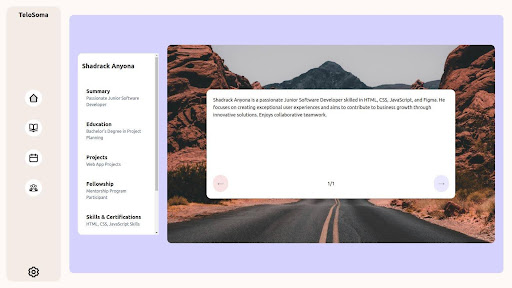 TeloSoma
Shadrack Anyona
Summary
Passionate Junior Software
Developer
Education
Bachelor's Degree in Project
Planning
Projects
Web App Projects
Fellowship
Mentorship Program
Participant
Skills & Certifications
HTML, CSS, JavaScript Skills
Shadrack Anyona is a passionate Junior Software Developer skilled in HTML, CSS, JavaScript, and Figma. He
focuses on creating exceptional user experiences and aims to contribute to business growth through
innovative solutions. Enjoys collaborative teamwork.
1/1